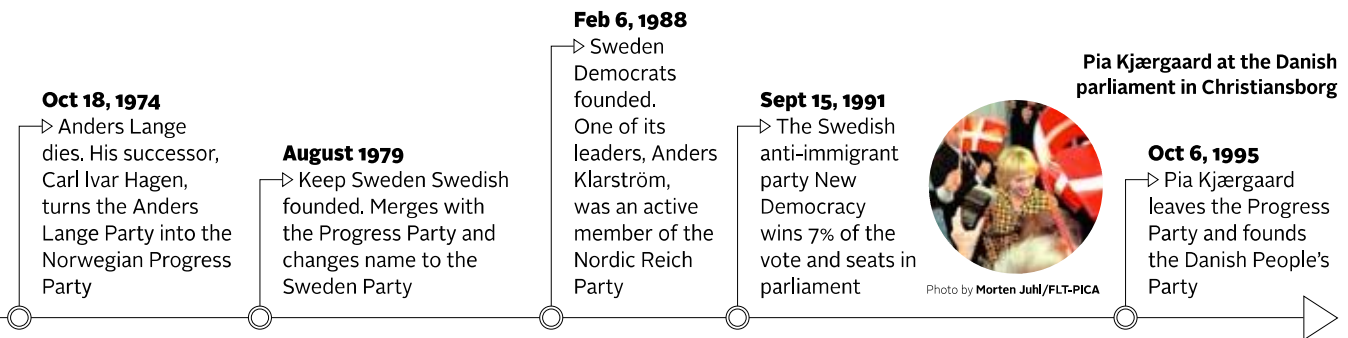 Oct 18, 1974
Anders Lange
dies. His successor,
Carl Ivar Hagen,
turns the Anders
Lange Party into the
Norwegian Progress
Party
August 1979
Keep Sweden Swedish
founded. Merges with
the Progress Party and
changes name to the
Sweden Party
Feb 6, 1988
Sweden
Democrats
founded.
One of its
leaders, Anders
Klarström,
was an active
member of the
Nordic Reich
Party
Sept 15, 1991
The Swedish
anti-immigrant
party New
Democracy
wins 7% of the
vote and seats in
parliament
Pia Kjærgaard at the Danish
parliament in Christiansborg
Photo by Morten Juhl/FLT-PICA
Oct 6, 1995
Pia Kjærgaard
leaves the Progress
Party and founds
the Danish People’s
Party